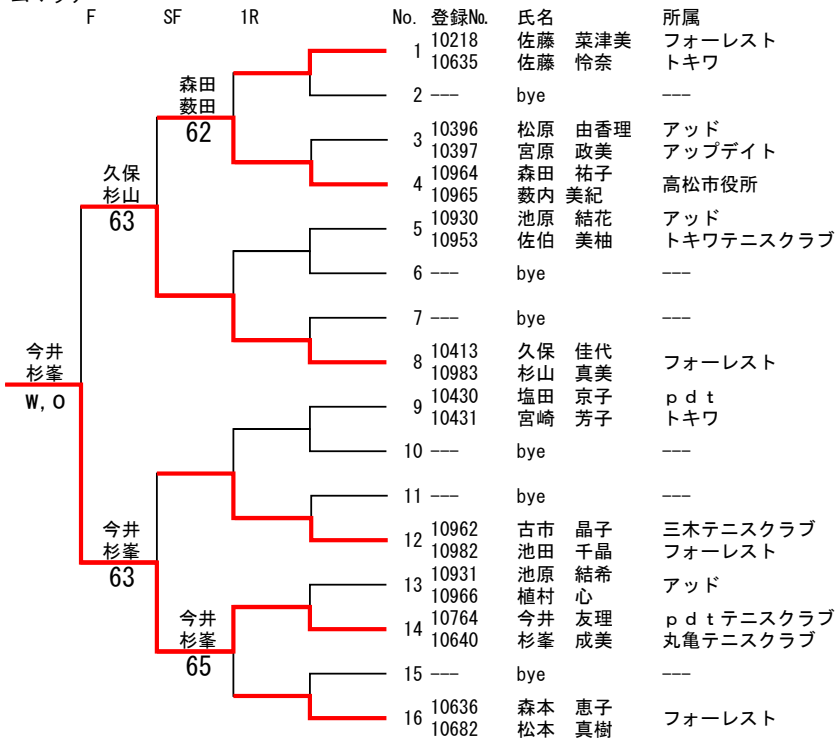 F SF 1R No. 登録No. 氏名 所属
1 10218 佐藤 菜津美 フォーレスト
10635 佐藤 怜奈 トキワ
2 --- bye ---
3 10396 松原 由香理 アッド
10397 宮原 政美 アップデイト
4 10964 森田 祐子 高松市役所
10965 薮内 美紀
5 10930 池原 結花 アッド
10953 佐伯 美柚 トキワテニスクラブ
6 --- bye ---
7 --- bye ---
8 10413 久保 佳代 フォーレスト
10983 杉山 真美
9 10430 塩田 京子 ｐｄｔ
10431 宮崎 芳子 トキワ
10 --- bye ---
11 --- bye ---
12 10962 古市 晶子 三木テニスクラブ
10982 池田 千晶 フォーレスト
13 10931 池原 結希 アッド
10966 植村 心
14 10764 今井 友理 ｐｄｔテニスクラブ
10640 杉峯 成美 丸亀テニスクラブ
15 --- bye ---
16 10636 森本 恵子 フォーレスト
10682 松本 真樹
森田
薮田
62
久保
杉山
63
今井
杉峯
W,O
今井
杉峯
63
今井
杉峯
65